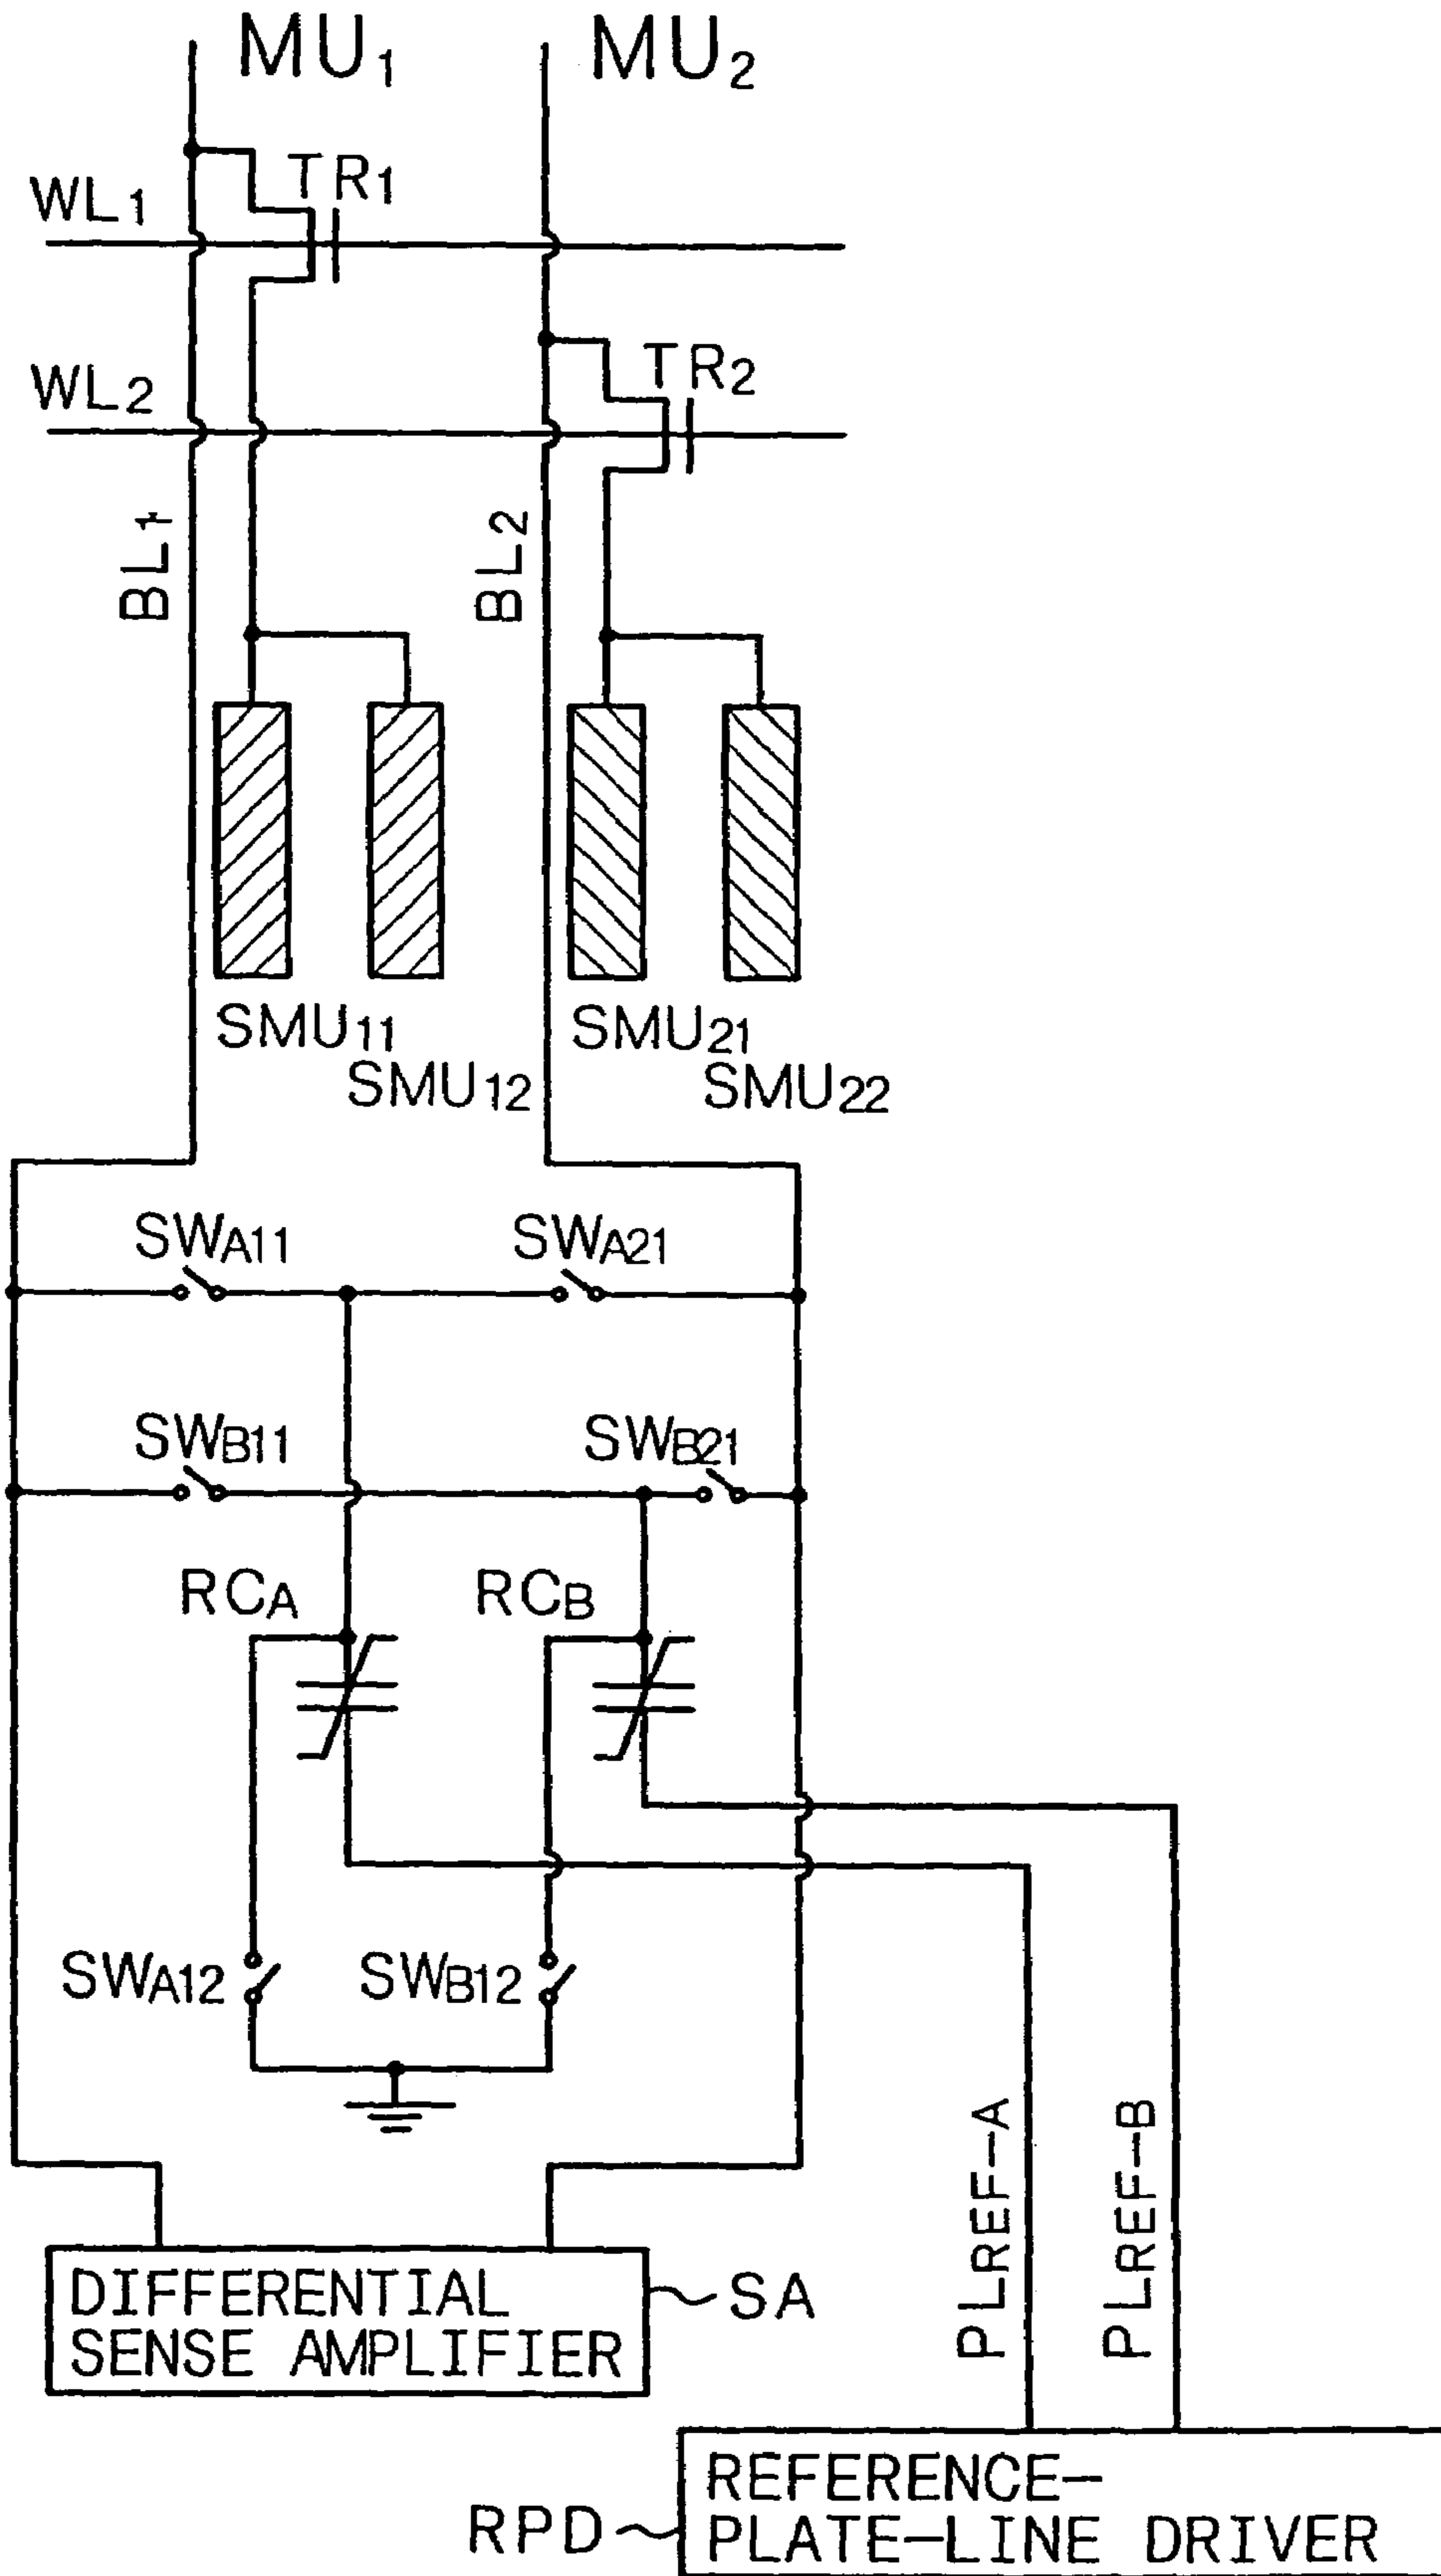 MU1 MU2
TR1
WL1
TR2
WL2
BL1
BL2
SMU11 SMU21
SMU12 SMU22
SWA11 SWA21
SWB11 SWB21
RCA RCB
SWA12 SWB12
PLREF-A
PLREF-B
DIFFERENTIAL
SENSE AMPLIFIER
SA
REFERENCE-
PLATE-LINE DRIVER
RPD